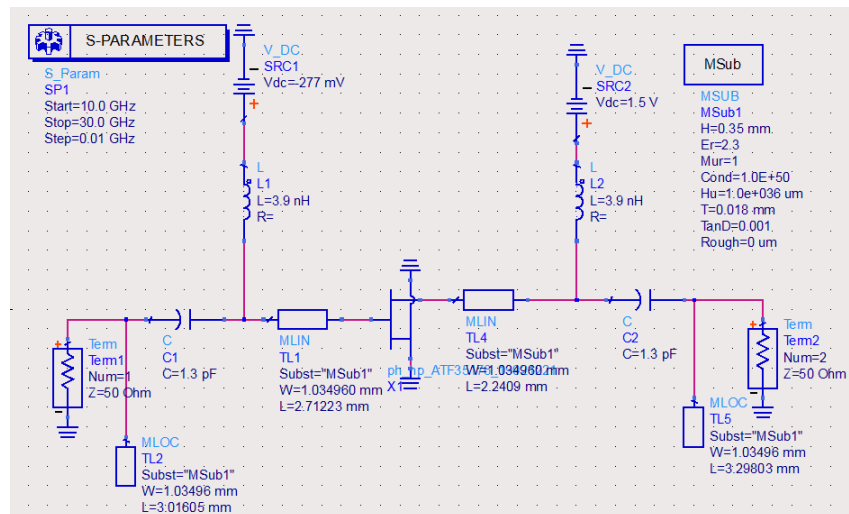 S-PARAMETERS
S_Param
SP1
Start=10.0 GHz
Stop=30.0 GHz
Step=0.01 GHz
V_DC
SRC1
Vdc=-277 mV
V_DC
SRC2
Vdc=1.5 V
MSub
MSUB
MSub1
H=0.35 mm
Er=2.3
Mur=1
Cond=1.0E+50
Hu=1.0e+036 um
T=0.018 mm
TanD=0.001
Rough=0 um
L
L1
L=3.9 nH
R=
L
L2
L=3.9 nH
R=
Term
Term1
Num=1
Z=50 Ohm
C
C1
C=1.3 pF
MLIN
TL1
Subst="MSub1"
W=1.034960 mm
L=2.71223 mm
X1
MLIN
TL4
Subst="MSub1"
L=2.2409 mm
C
C2
C=1.3 pF
Term
Term2
Num=2
Z=50 Ohm
MLOC
TL2
Subst="MSub1"
W=1.03496 mm
L=3.01605 mm
MLOC
TL5
Subst="MSub1"
W=1.03496 mm
L=3.29803 mm